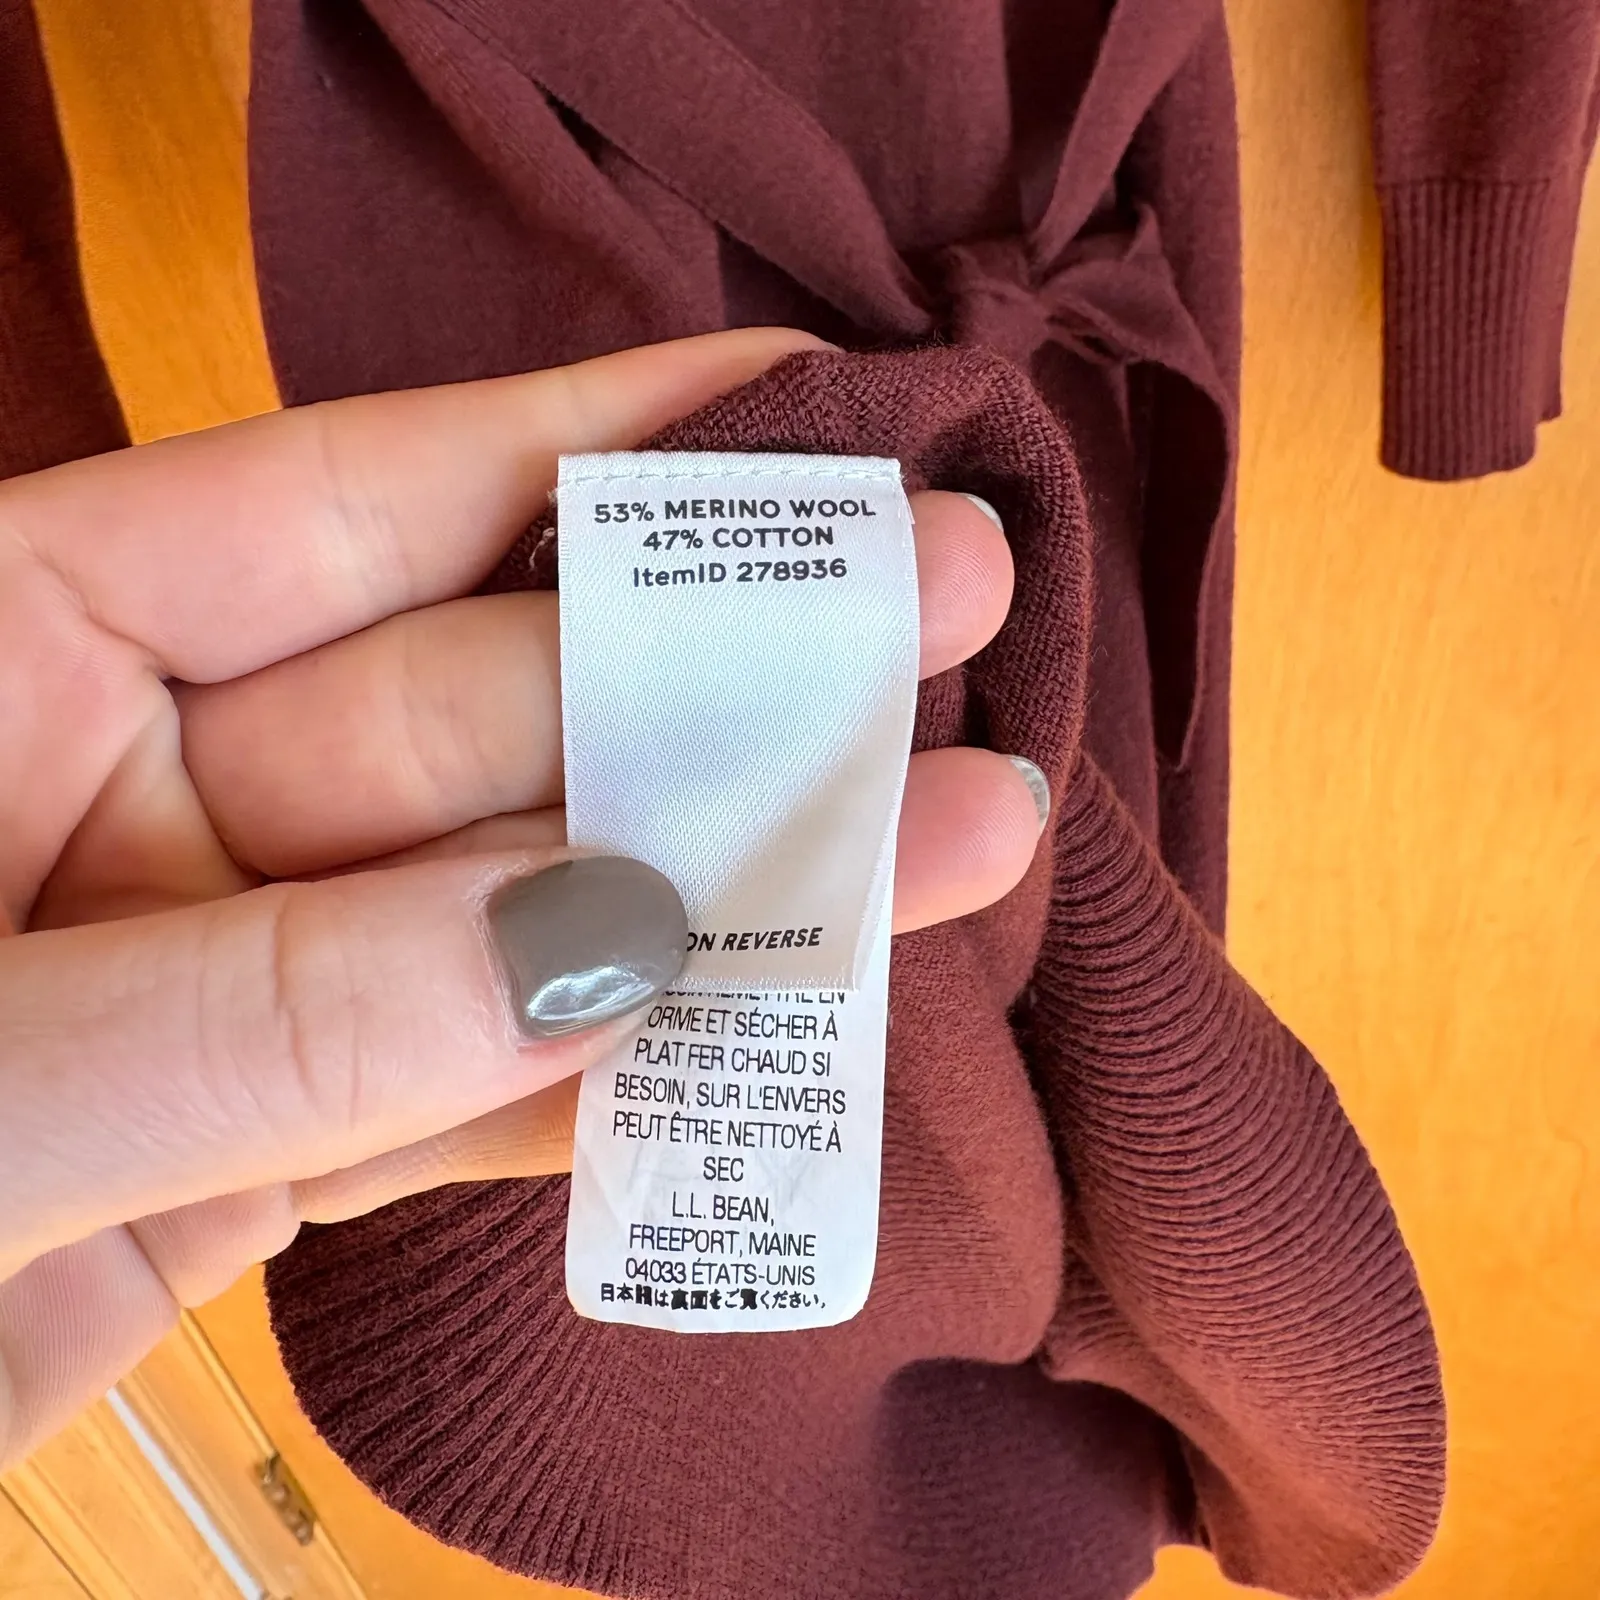 53% MERINO WOOL
47% COTTON
ItemID 278936
ON REVERSE
REMETTRE EN
ORME ET SÉCHER À
PLAT FER CHAUD SI
BESOIN, SUR L'ENVERS
PEUT ÊTRE NETTOYÉ À
SEC
L.L. BEAN,
FREEPORT, MAINE
04033 ÉTATS-UNIS
日本語は裏面をご覧ください。